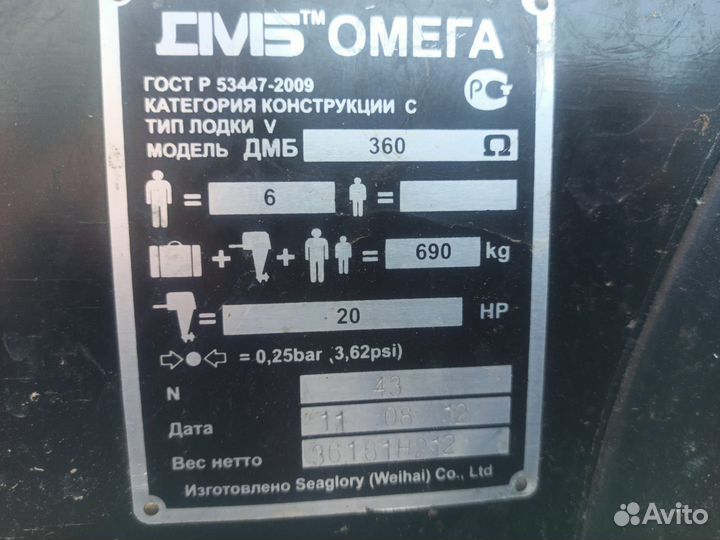 ДМБ™ ОМЕГА
ГОСТ Р 53447-2009
КАТЕГОРИЯ КОНСТРУКЦИИ С
ТИП ЛОДКИ V
МОДЕЛЬ ДМБ 360 Ω
= 6 =
+ + = 690 kg
= 20 HP
= 0,25bar (3,62psi)
N 43
Дата 11 08 12
Вес нетто
Изготовлено Seaglory (Weihai) Co., Ltd
Avito